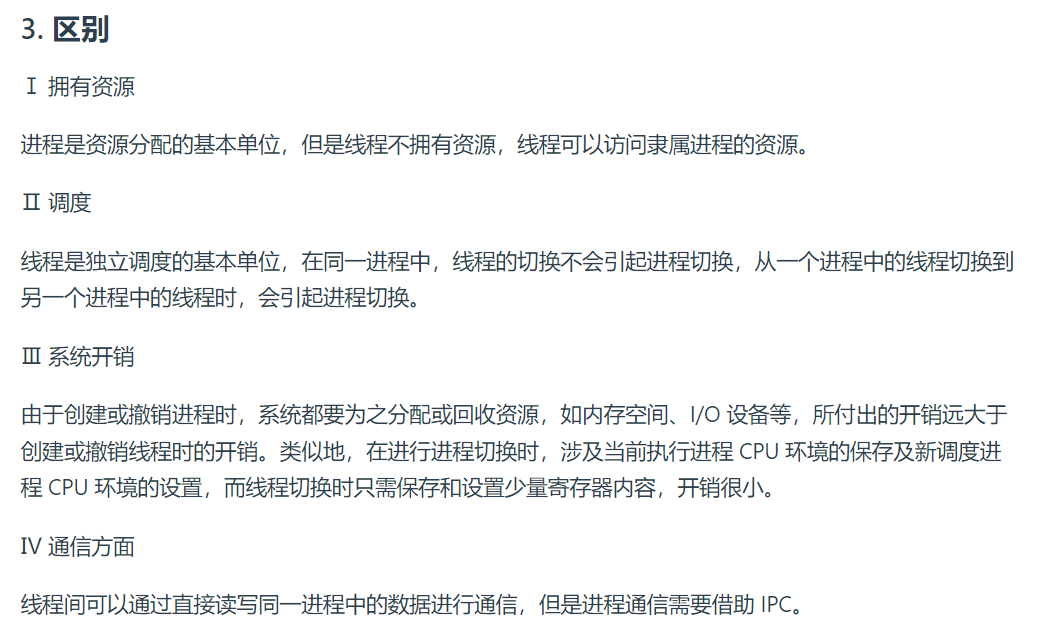 3. 区别
Ⅰ 拥有资源
进程是资源分配的基本单位，但是线程不拥有资源，线程可以访问隶属进程的资源。
Ⅱ 调度
线程是独立调度的基本单位，在同一进程中，线程的切换不会引起进程切换，从一个进程中的线程切换到
另一个进程中的线程时，会引起进程切换。
Ⅲ 系统开销
由于创建或撤销进程时，系统都要为之分配或回收资源，如内存空间、I/O 设备等，所付出的开销远大于
创建或撤销线程时的开销。类似地，在进行进程切换时，涉及当前执行进程 CPU 环境的保存及新调度进
程 CPU 环境的设置，而线程切换时只需保存和设置少量寄存器内容，开销很小。
IV 通信方面
线程间可以通过直接读写同一进程中的数据进行通信，但是进程通信需要借助 IPC。